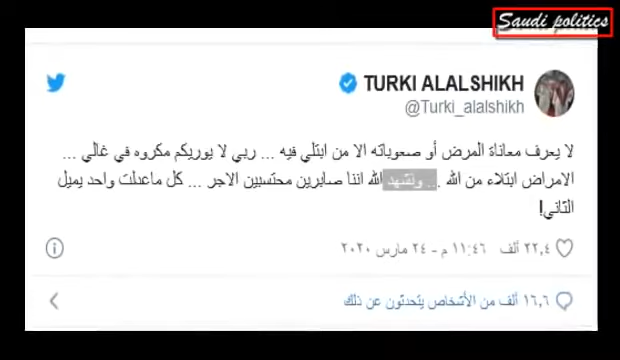 Saudi politics
TURKI ALALSHIKH
@Turki_alalshikh
لا يعرف معاناة المرض أو صعوباته الا من ابتلي فيه ... ربي لا يوريكم مكروه في غالي ...
الامراض ابتلاء من الله ... ونشهد الله اننا صابرين محتسبين الاجر ... كل ماعدلت واحد يميل
الثاني!
٢٢,٤ ألف ١١:٤٦ م - ٢٤ مارس ٢٠٢٠
١٦,٦ ألف من الأشخاص يتحدثون عن ذلك